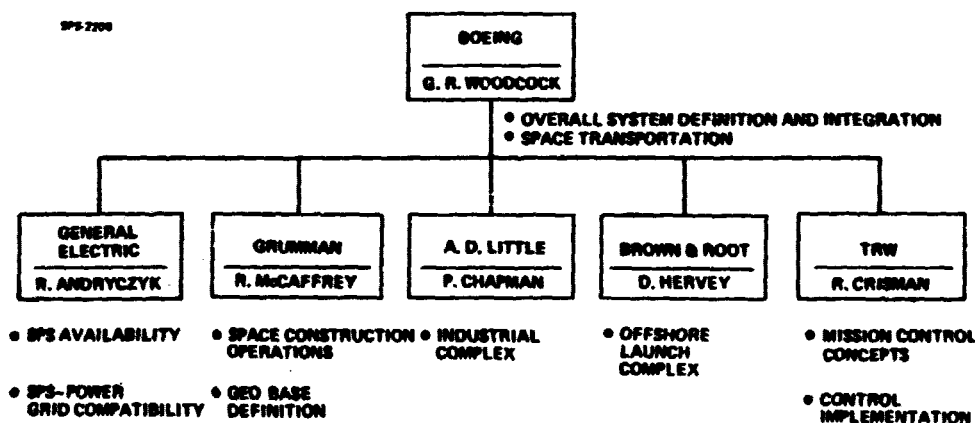 SPS-2208
BOEING
G. R. WOODCOCK
• OVERALL SYSTEM DEFINITION AND INTEGRATION
• SPACE TRANSPORTATION
GENERAL
ELECTRIC
R. ANDRYCZYK
GRUMMAN
R. McCAFFREY
A. D. LITTLE
P. CHAPMAN
BROWN & ROOT
D. HERVEY
TRW
R. CRISMAN
• SPS AVAILABILITY
• SPS-POWER
GRID COMPATIBILITY
• SPACE CONSTRUCTION
OPERATIONS
• GEO BASE
DEFINITION
• INDUSTRIAL
COMPLEX
• OFFSHORE
LAUNCH
COMPLEX
• MISSION CONTROL
CONCEPTS
• CONTROL
IMPLEMENTATION